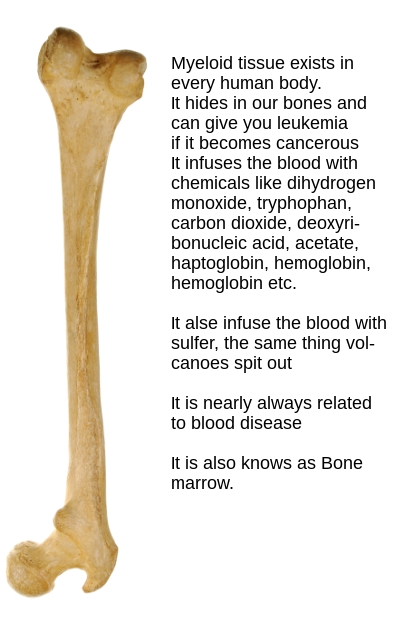 Myeloid tissue exists in
every human body.
It hides in our bones and
can give you leukemia
if it becomes cancerous
It infuses the blood with
chemicals like dihydrogen
monoxide, tryphophan,
carbon dioxide, deoxyri-
bonucleic acid, acetate,
haptoglobin, hemoglobin,
hemoglobin etc.
It alse infuse the blood with
sulfer, the same thing vol-
canoes spit out
It is nearly always related
to blood disease
It is also knows as Bone
marrow.